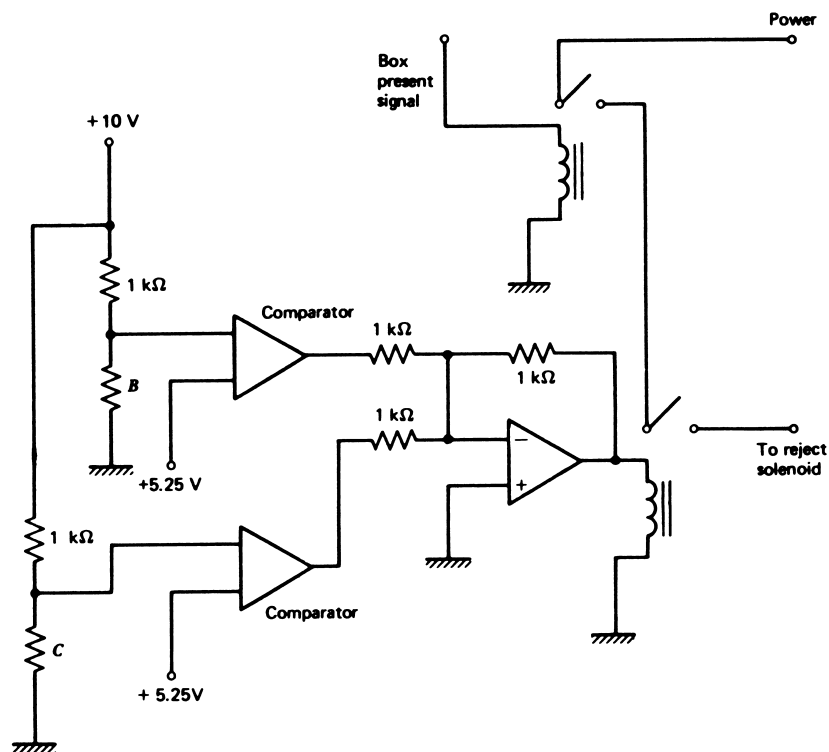 Power
Box
present
signal
+10 V
1 kΩ
Comparator
1 kΩ
1 kΩ
B
1 kΩ
+5.25 V
−
+
To reject
solenoid
1 kΩ
Comparator
C
+ 5.25V